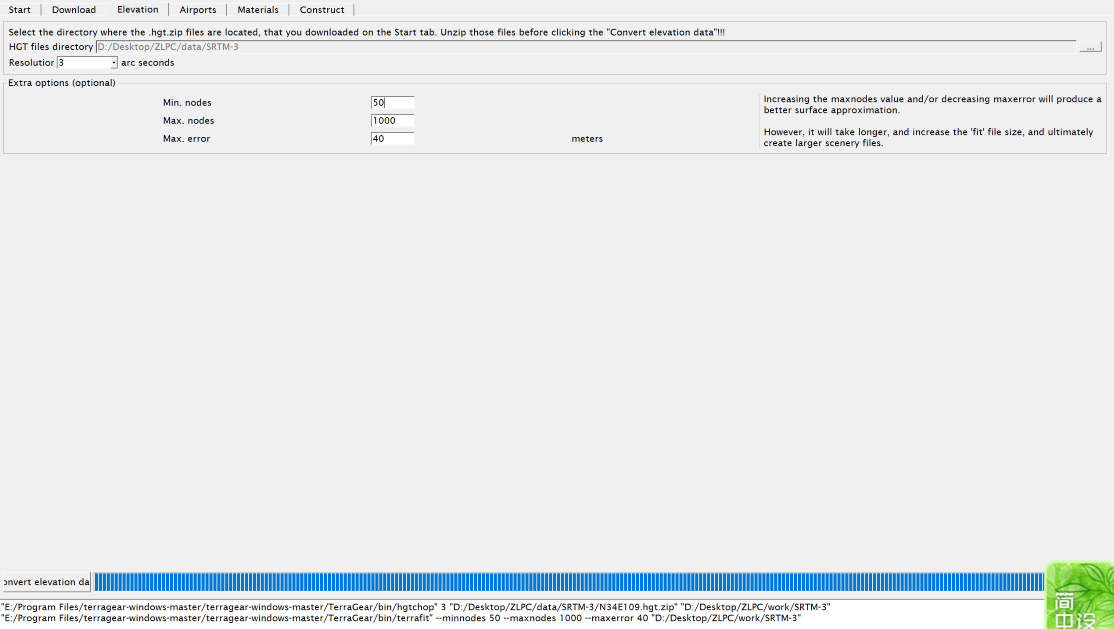 Start Download Elevation Airports Materials Construct
Select the directory where the .hgt.zip files are located, that you downloaded on the Start tab. Unzip those files before clicking the "Convert elevation data"!!!
HGT files directory D:/Desktop/ZLPC/data/SRTM-3 ...
Resolutior 3 arc seconds
Extra options (optional)
Min. nodes 50
Max. nodes 1000
Max. error 40 meters
Increasing the maxnodes value and/or decreasing maxerror will produce a
better surface approximation.
However, it will take longer, and increase the 'fit' file size, and ultimately
create larger scenery files.
onvert elevation da
"E:/Program Files/terragear-windows-master/terragear-windows-master/TerraGear/bin/hgtchop" 3 "D:/Desktop/ZLPC/data/SRTM-3/N34E109.hgt.zip" "D:/Desktop/ZLPC/work/SRTM-3"
"E:/Program Files/terragear-windows-master/terragear-windows-master/TerraGear/bin/terrafit" --minnodes 50 --maxnodes 1000 --maxerror 40 "D:/Desktop/ZLPC/work/SRTM-3"
简
中设